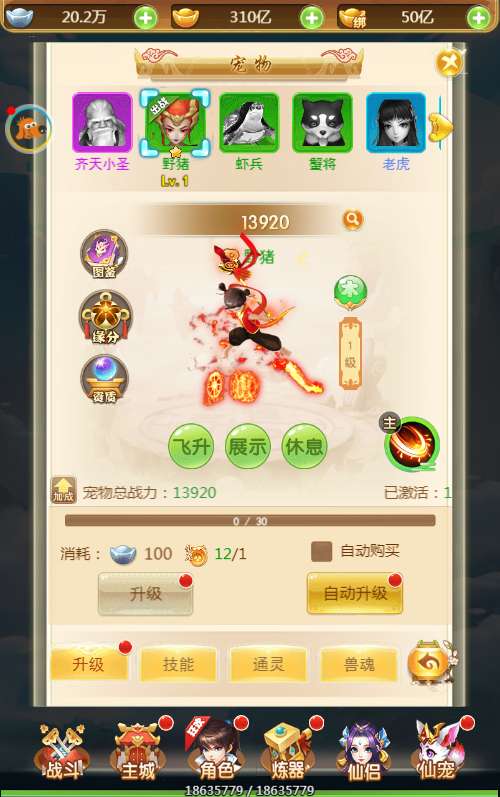 20.2万
310亿
绑
50亿
宠物
出战
齐天小圣
野猪
虾兵
蟹将
老虎
Lv.1
13920
野猪
图鉴
木
缘分
1级
资质
飞升
展示
休息
主
加成
宠物总战力：13920
已激活：1
0 / 30
消耗：
100
12/1
自动购买
升级
自动升级
升级
技能
通灵
兽魂
战斗
主城
角色
炼器
仙侣
仙宠
18635779 / 18635779